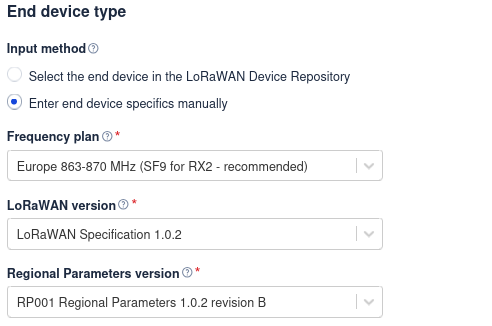 End device type
Input method
Select the end device in the LoRaWAN Device Repository
Enter end device specifics manually
Frequency plan *
Europe 863-870 MHz (SF9 for RX2 - recommended)
LoRaWAN version *
LoRaWAN Specification 1.0.2
Regional Parameters version *
RP001 Regional Parameters 1.0.2 revision B